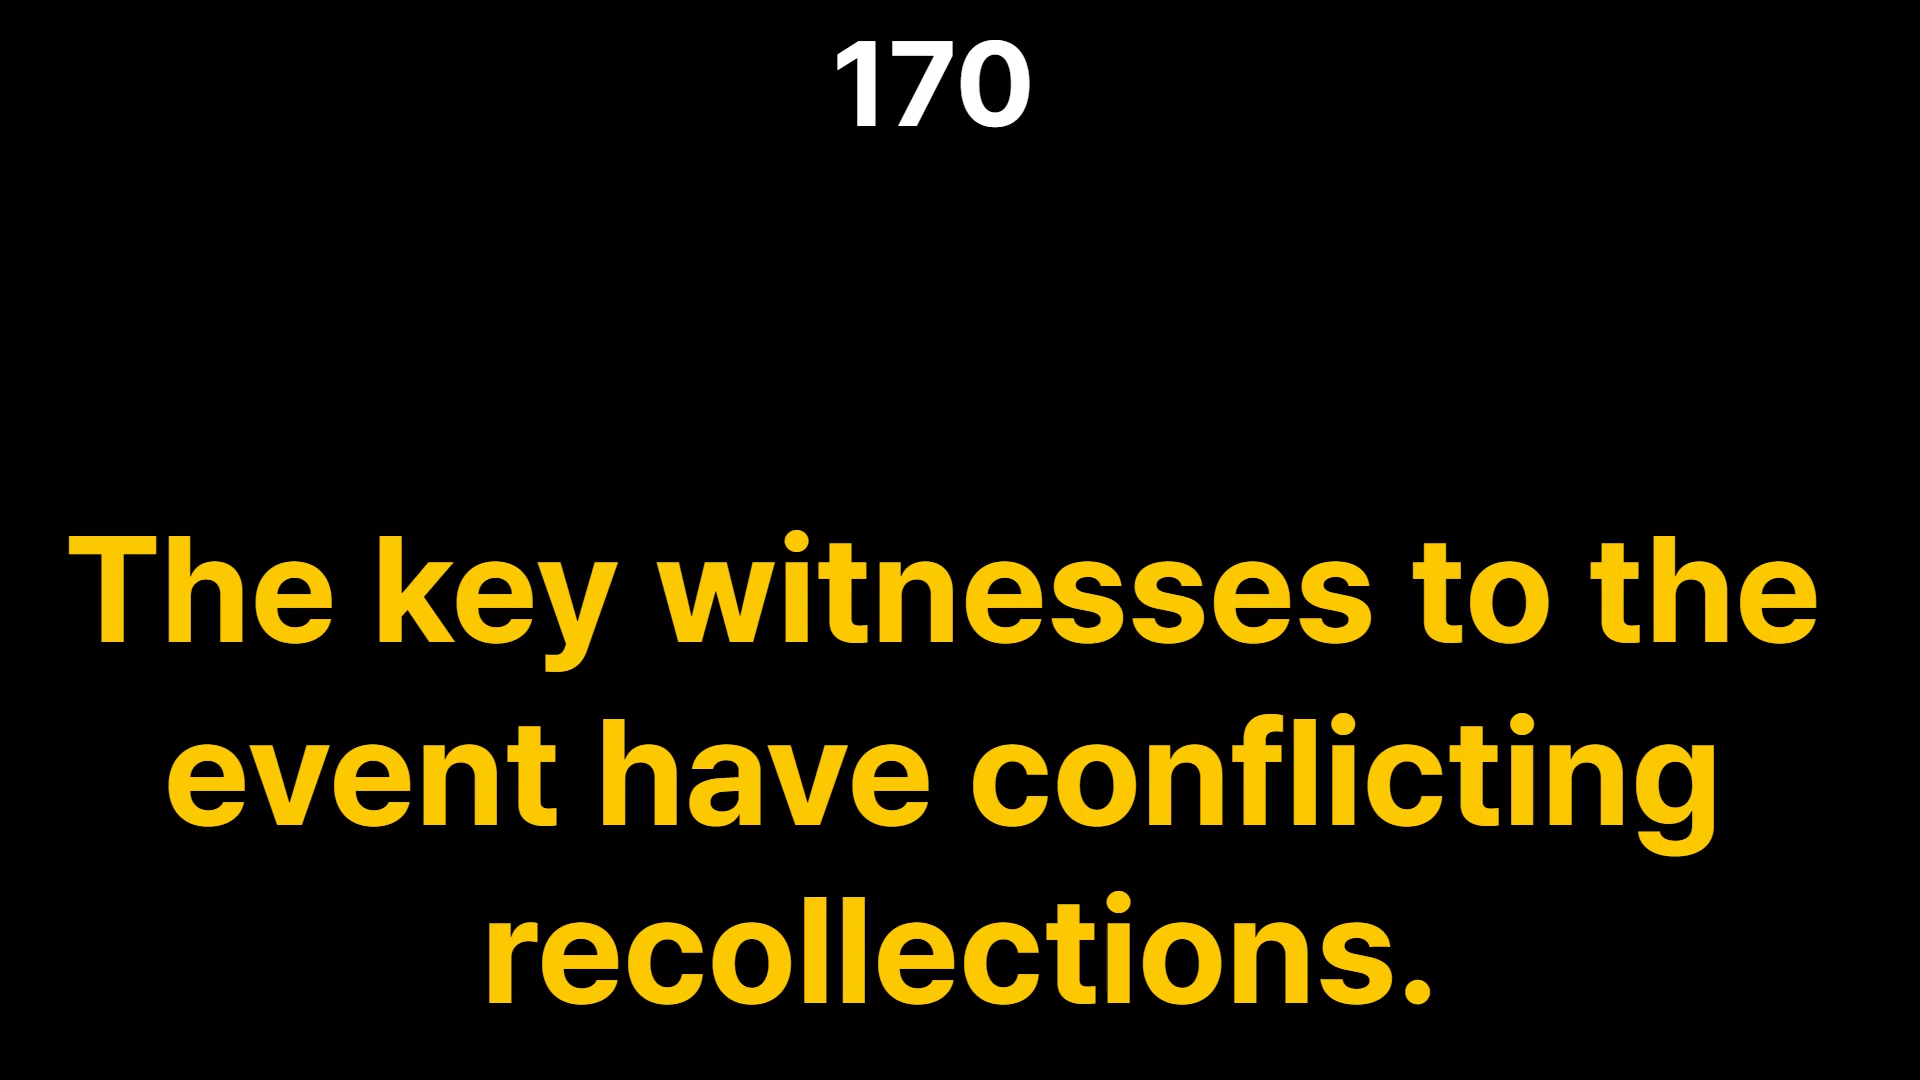 170
The key witnesses to the
event have conflicting
recollections.